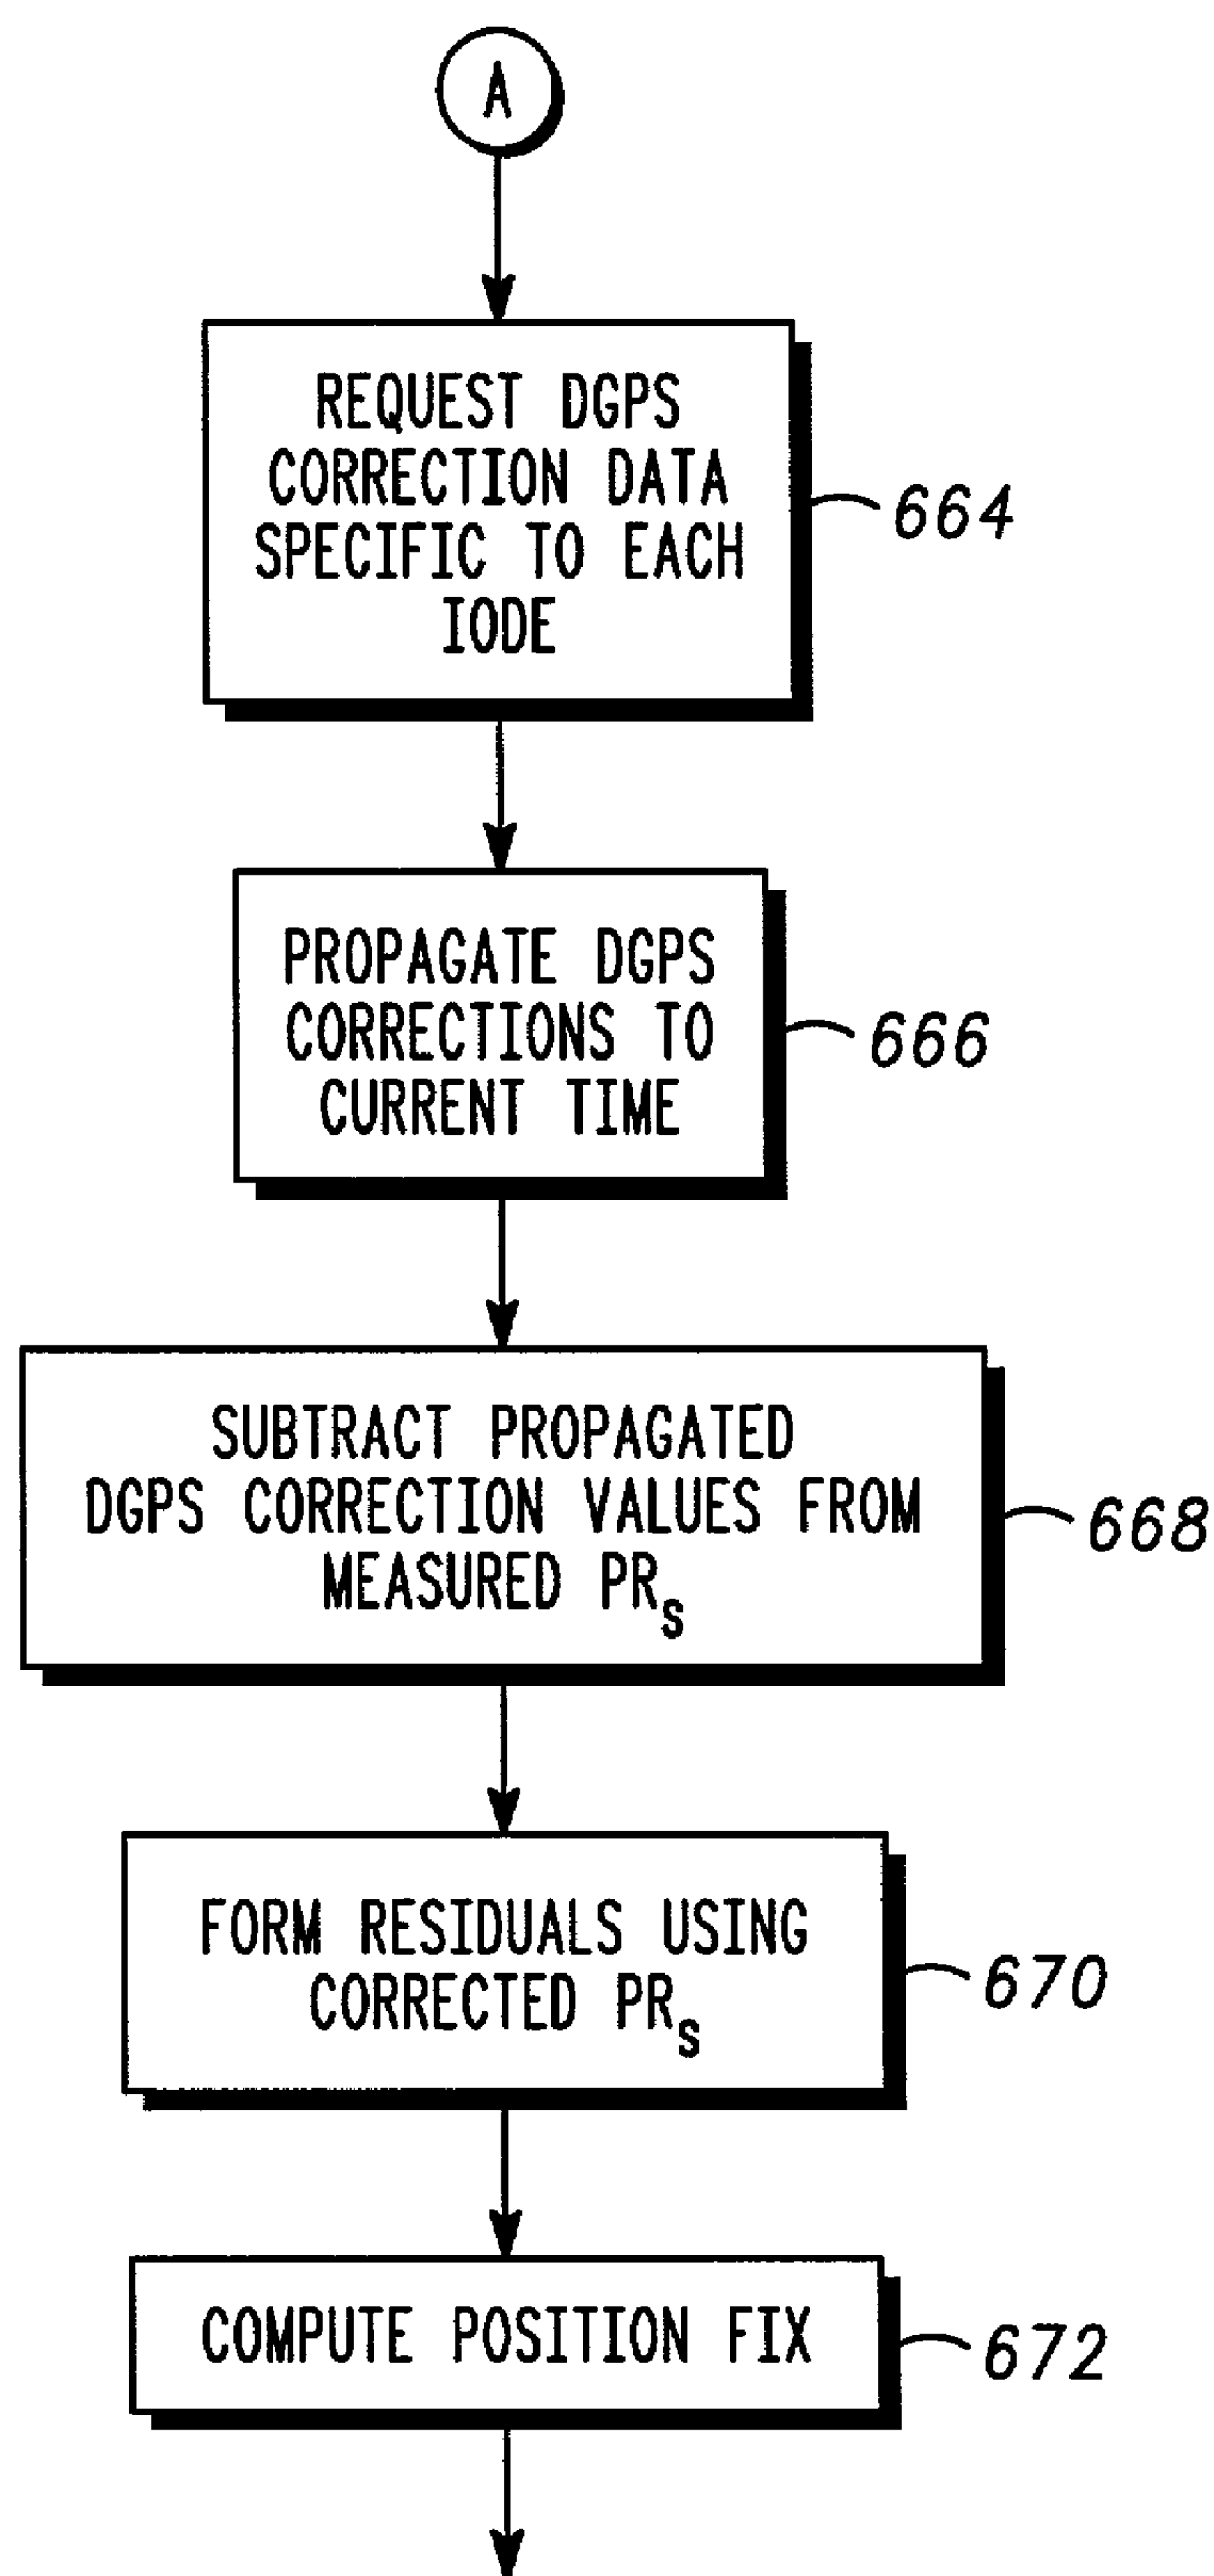 A
REQUEST DGPS
CORRECTION DATA
SPECIFIC TO EACH
IODE
664
PROPAGATE DGPS
CORRECTIONS TO
CURRENT TIME
666
SUBTRACT PROPAGATED
DGPS CORRECTION VALUES FROM
MEASURED PRs
668
FORM RESIDUALS USING
CORRECTED PRs
670
COMPUTE POSITION FIX
672